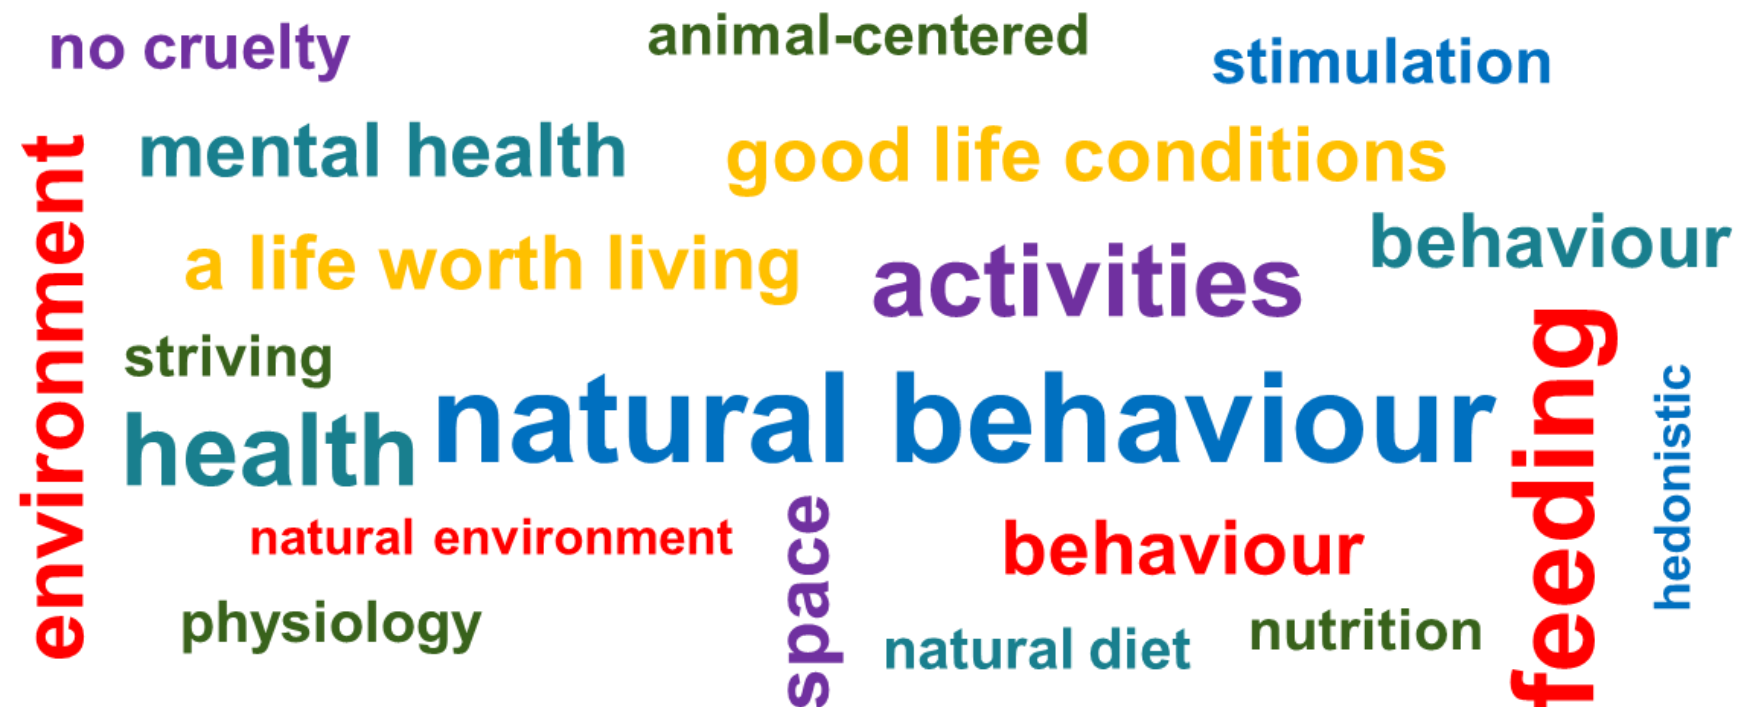 no cruelty
animal-centered
stimulation
environment
mental health
good life conditions
behaviour
a life worth living
activities
striving
feeding
hedonistic
health
natural behaviour
natural environment
space
behaviour
physiology
natural diet
nutrition